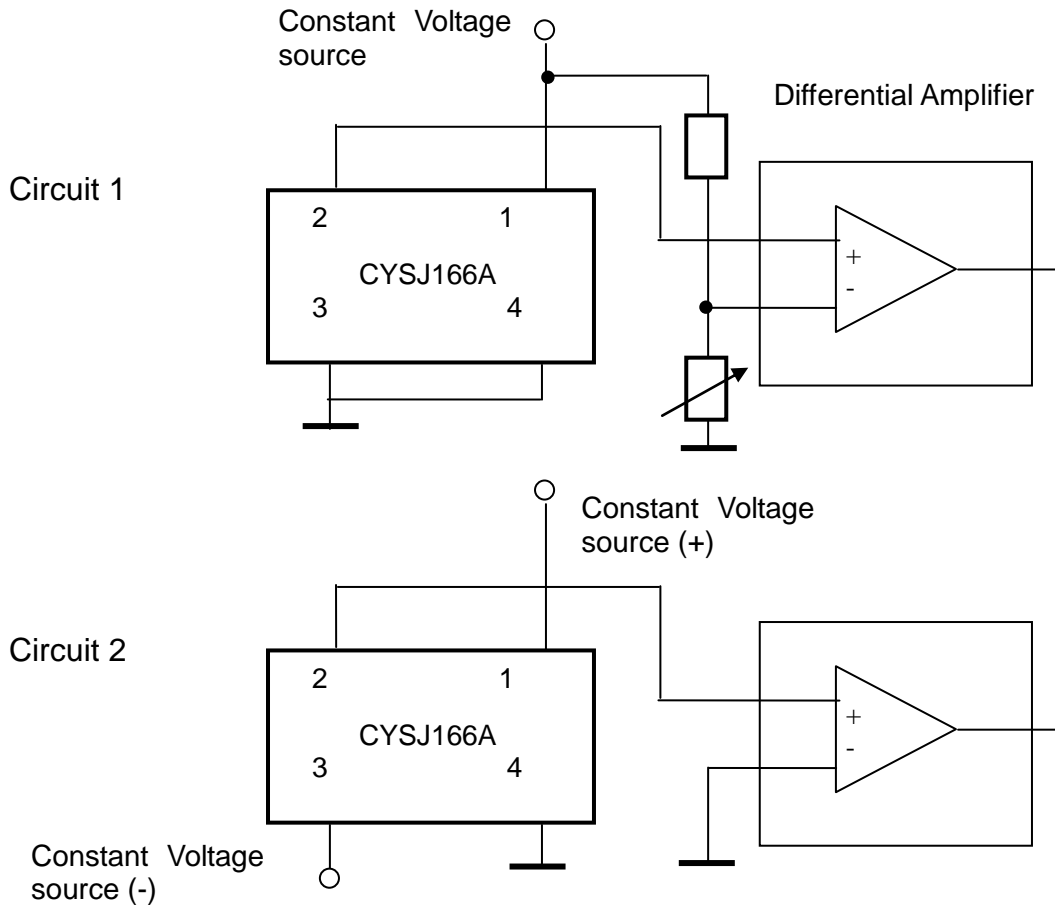 Constant Voltage
source
Differential Amplifier
Circuit 1
2 1
CYSJ166A
3 4
+
-
Constant Voltage
source (+)
Circuit 2
2 1
CYSJ166A
3 4
+
-
Constant Voltage
source (-)